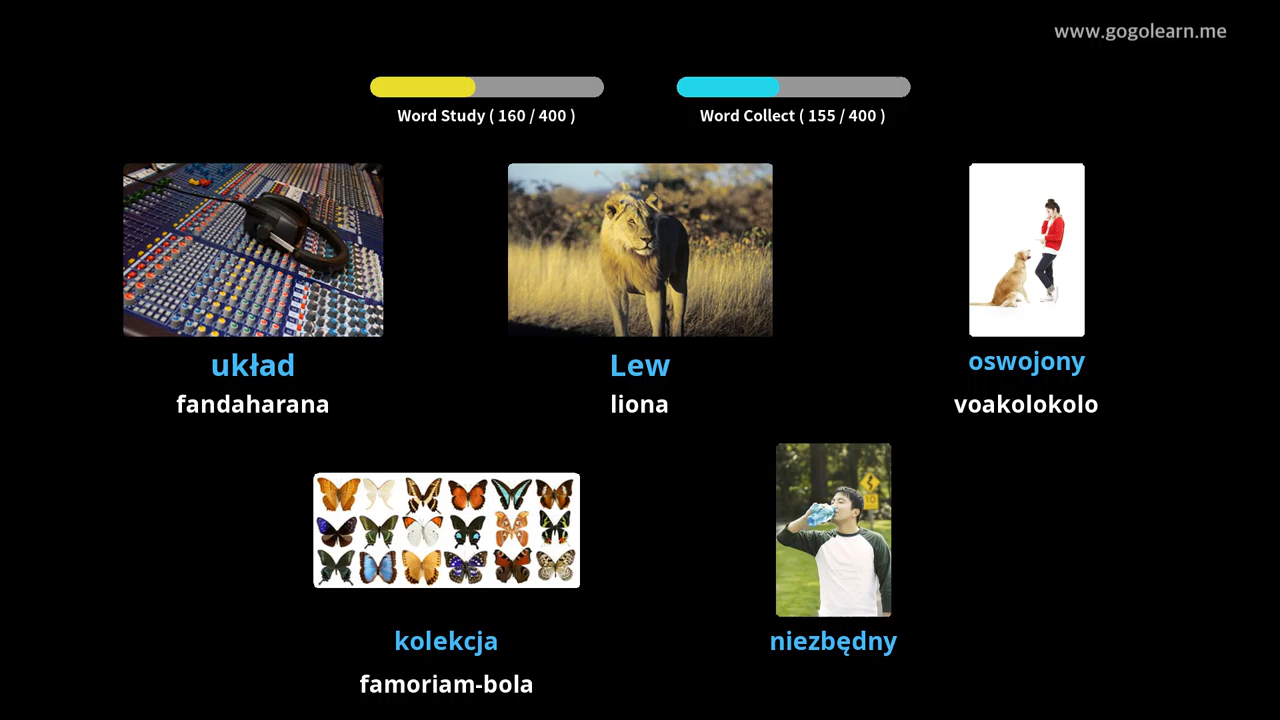 www.gogolearn.me
Word Study ( 160 / 400 )
Word Collect ( 155 / 400 )
układ
fandaharana
Lew
liona
oswojony
voakolokolo
kolekcja
famoriam-bola
niezbędny